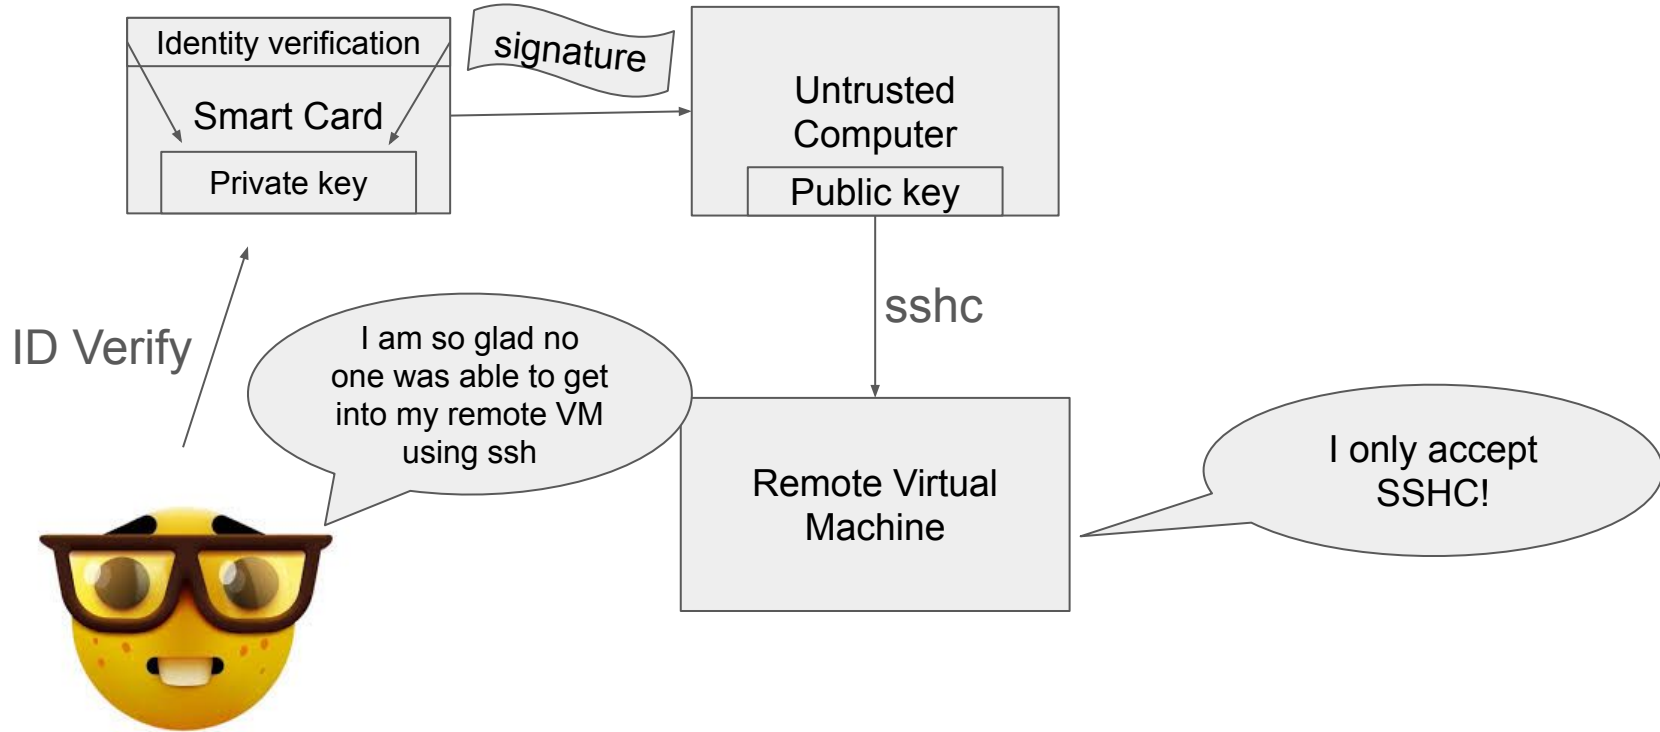 Identity verification
Smart Card
Private key
signature
Untrusted
Computer
Public key
sshc
ID Verify
I am so glad no
one was able to get
into my remote VM
using ssh
Remote Virtual
Machine
I only accept
SSHC!